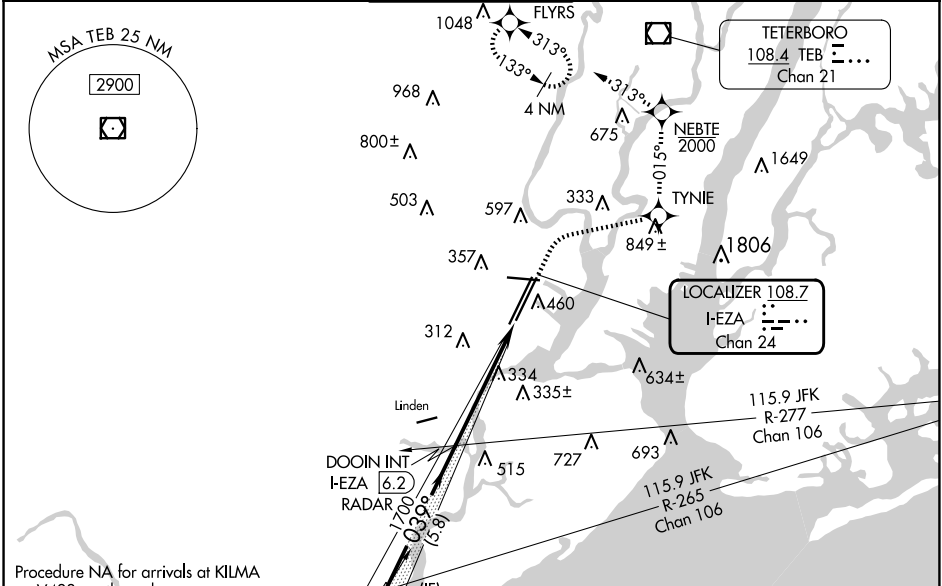 MSA TEB 25 NM
2900
1048
FLYRS
313°
133°
4 NM
313°
TETERBORO
108.4 TEB
Chan 21
968
675
NEBTE
2000
800±
015°
1649
503
597
333
TYNIE
849±
357
1806
460
LOCALIZER 108.7
I-EZA
Chan 24
312
334
335±
634±
Linden
115.9 JFK
R-277
Chan 106
DOOIN INT
I-EZA 6.2
RADAR
515
727
693
1700
039°
(5.8)
115.9 JFK
R-265
Chan 106
(IF)
Procedure NA for arrivals at KILMA